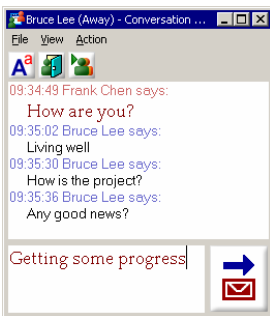 Bruce Lee (Away) - Conversation ...
File View Action
Aa
09:34:49 Frank Chen says:
How are you?
09:35:02 Bruce Lee says:
Living well
09:35:30 Bruce Lee says:
How is the project?
09:35:36 Bruce Lee says:
Any good news?
Getting some progress